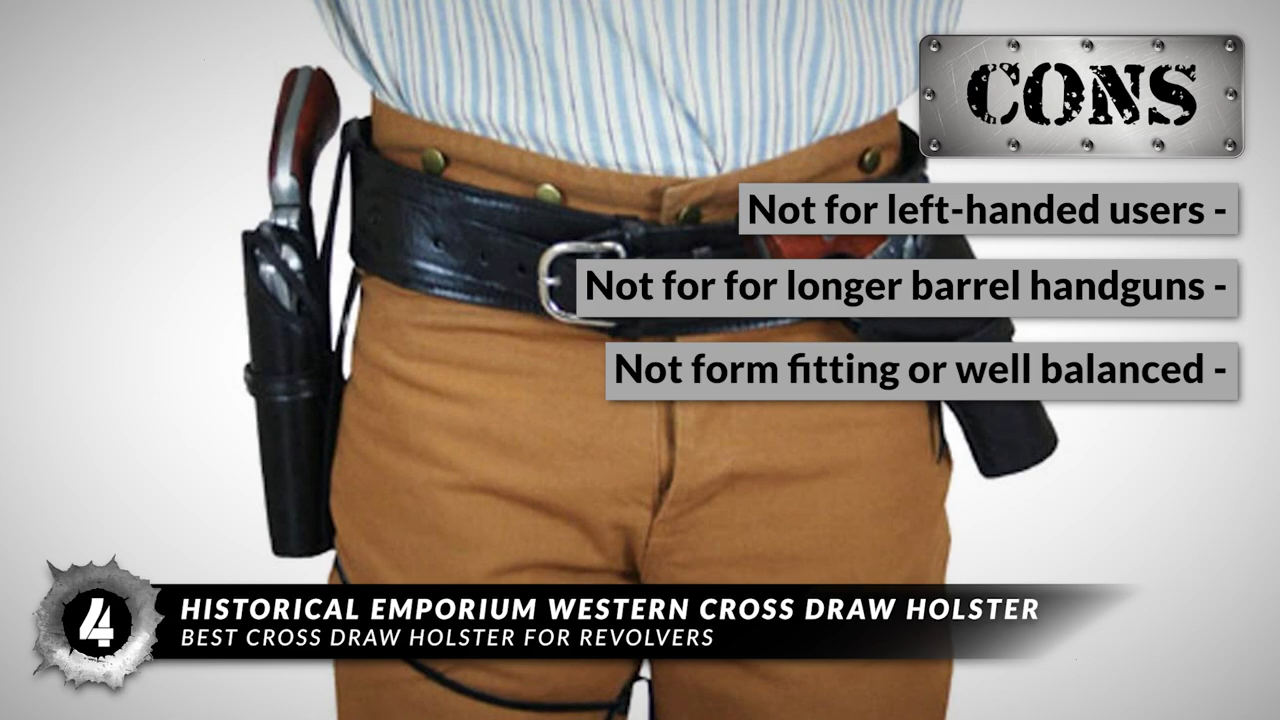 CONS
Not for left-handed users -
Not for for longer barrel handguns -
Not form fitting or well balanced -
4
HISTORICAL EMPORIUM WESTERN CROSS DRAW HOLSTER
BEST CROSS DRAW HOLSTER FOR REVOLVERS